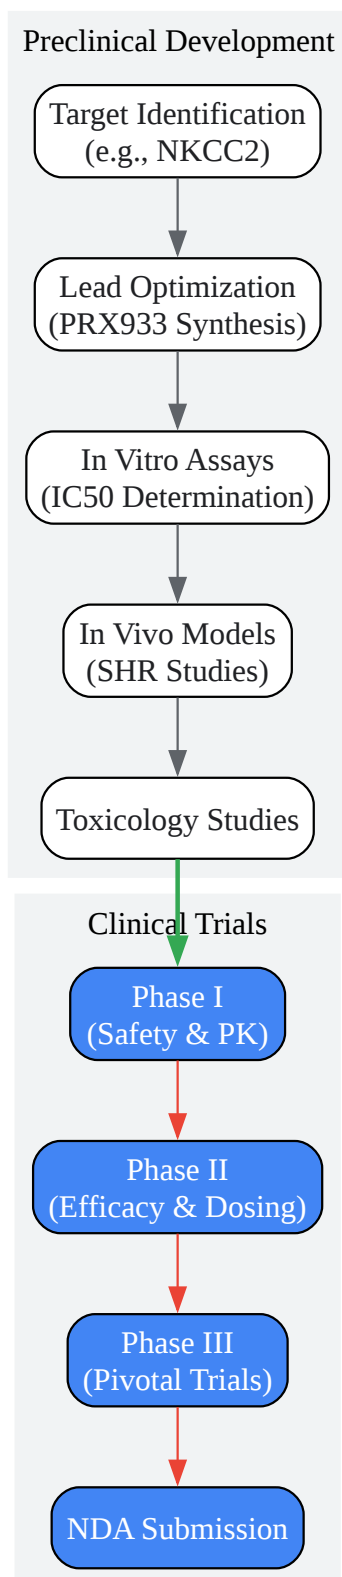 Preclinical Development
Target Identification
(e.g., NKCC2)
Lead Optimization
(PRX933 Synthesis)
In Vitro Assays
(IC50 Determination)
In Vivo Models
(SHR Studies)
Toxicology Studies
Clinical Trials
Phase I
(Safety & PK)
Phase II
(Efficacy & Dosing)
Phase III
(Pivotal Trials)
NDA Submission